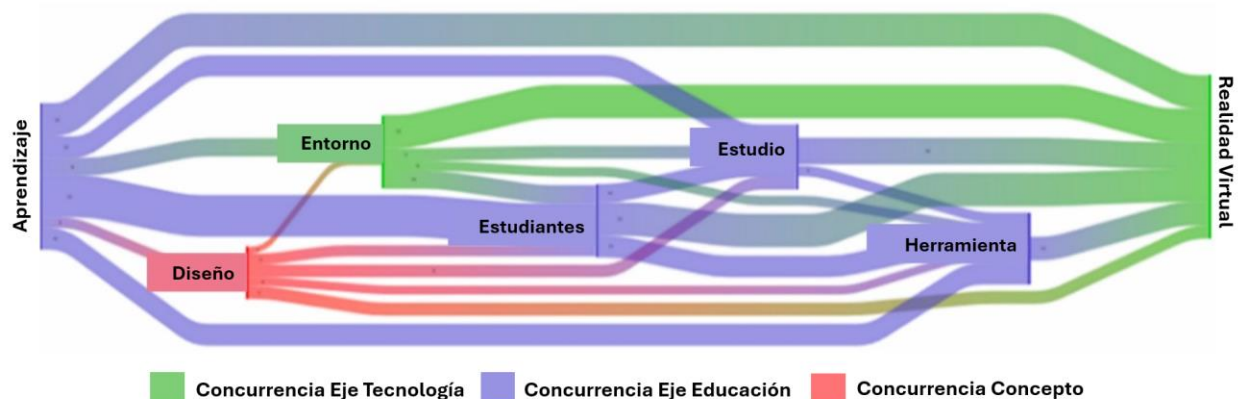 Aprendizaje
Entorno
Estudio
Estudiantes
Diseño
Herramienta
Realidad Virtual
Concurrencia Eje Tecnología
Concurrencia Eje Educación
Concurrencia Concepto